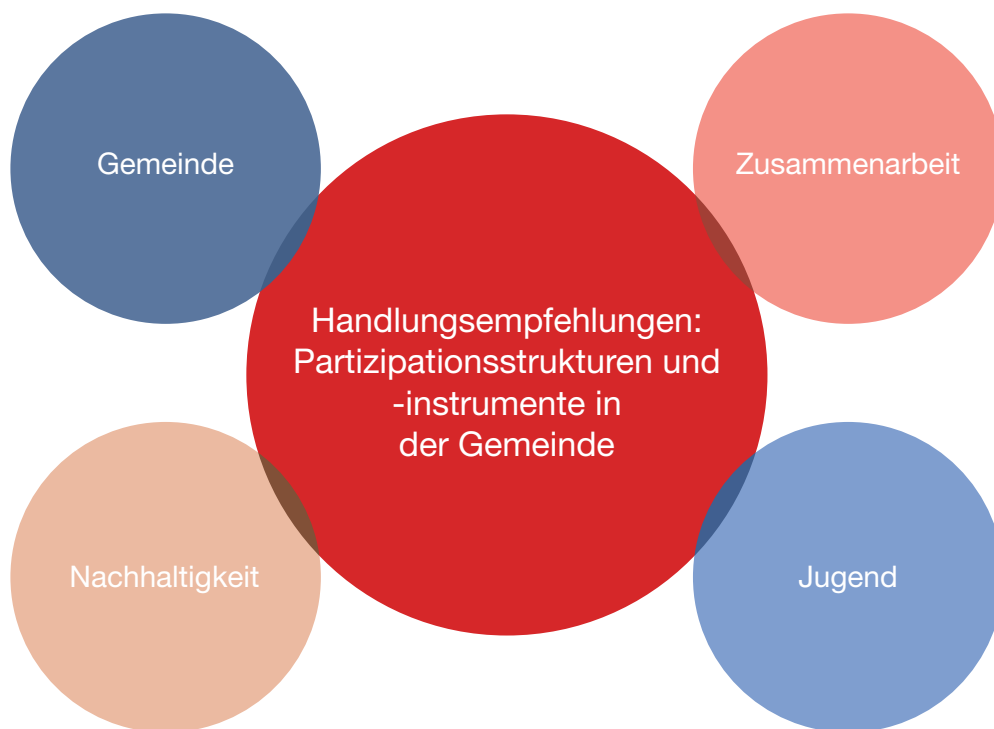 Gemeinde
Zusammenarbeit
Handlungsempfehlungen:
Partizipationsstrukturen und
-instrumente in
der Gemeinde
Nachhaltigkeit
Jugend